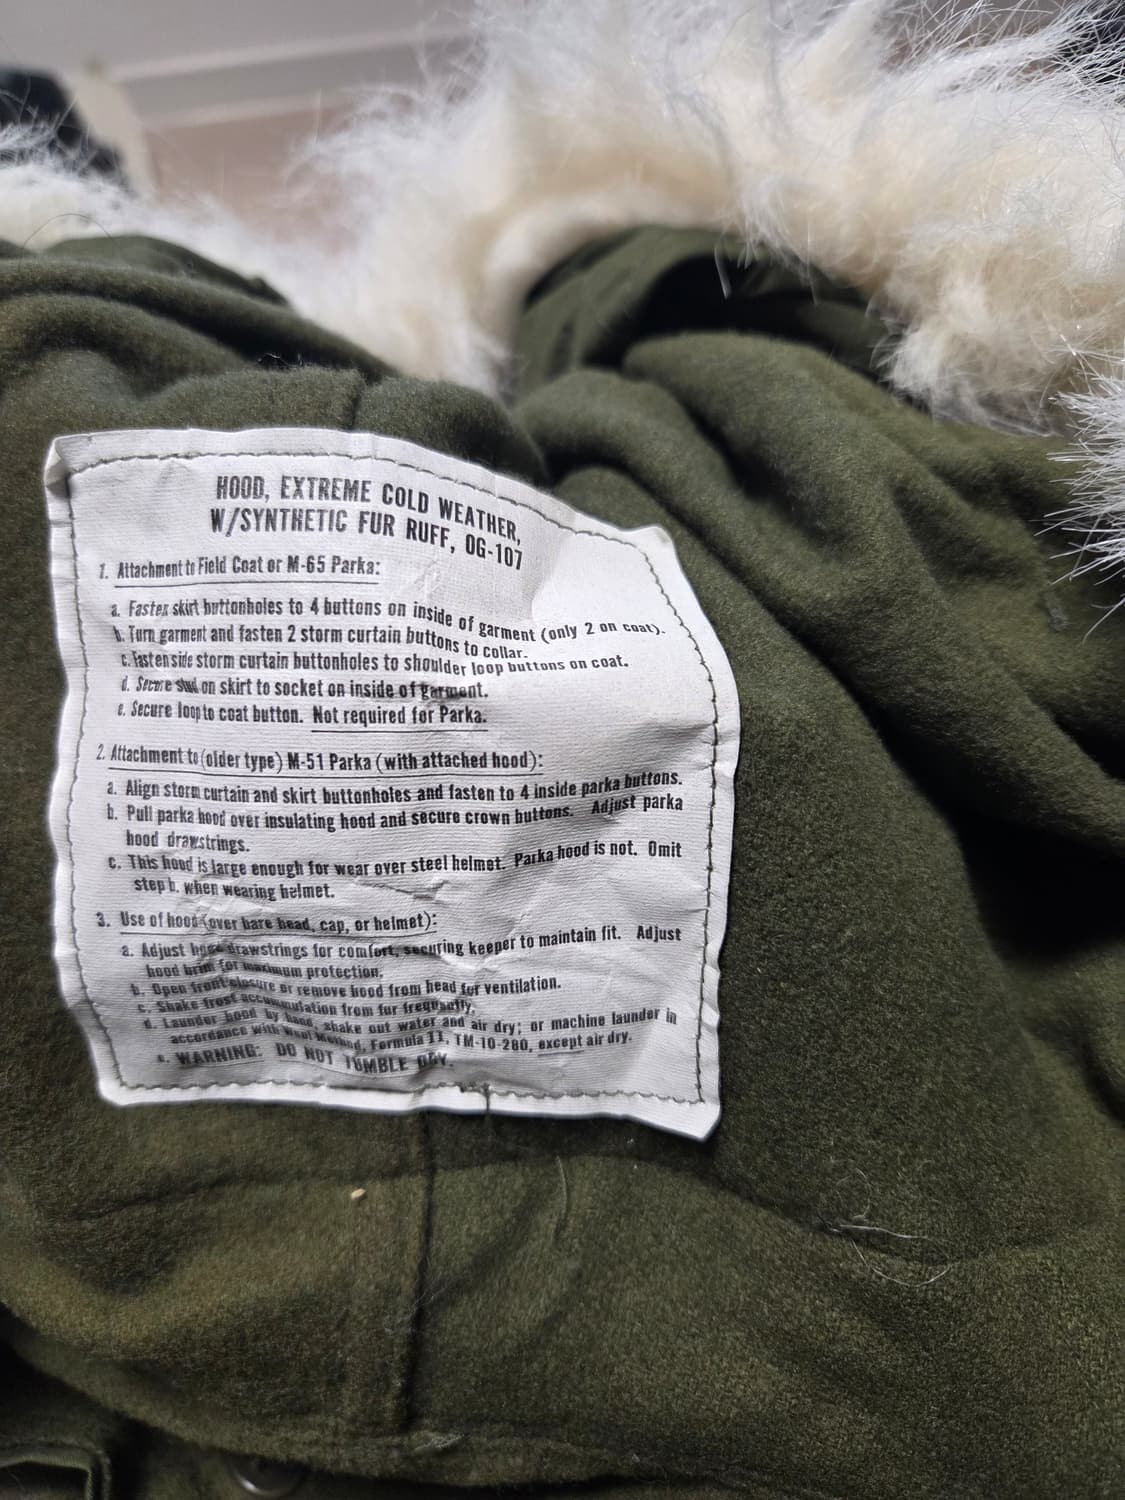 HOOD, EXTREME COLD WEATHER,
W/SYNTHETIC FUR RUFF, OG-107
1. Attachment to Field Coat or M-65 Parka:
a. Fasten skirt buttonholes to 4 buttons on inside of garment (only 2 on coat).
b. Turn garment and fasten 2 storm curtain buttons to collar.
c. Fasten side storm curtain buttonholes to shoulder loop buttons on coat.
d. Secure stud on skirt to socket on inside of garment.
e. Secure loop to coat button. Not required for Parka.
2. Attachment to (older type) M-51 Parka (with attached hood):
a. Align storm curtain and skirt buttonholes and fasten to 4 inside parka buttons.
b. Pull parka hood over insulating hood and secure crown buttons. Adjust parka
hood drawstrings.
c. This hood is large enough for wear over steel helmet. Parka hood is not. Omit
step b. when wearing helmet.
3. Use of hood (over bare head, cap, or helmet):
a. Adjust hood drawstrings for comfort, securing keeper to maintain fit. Adjust
hood brim for maximum protection.
b. Open front closure or remove hood from head for ventilation.
c. Shake frost accumulation from fur frequently.
d. Launder hood by hand, shake out water and air dry; or machine launder in
accordance with Wool Method, Formula II, TM-10-280, except air dry.
e. WARNING: DO NOT TUMBLE DRY.